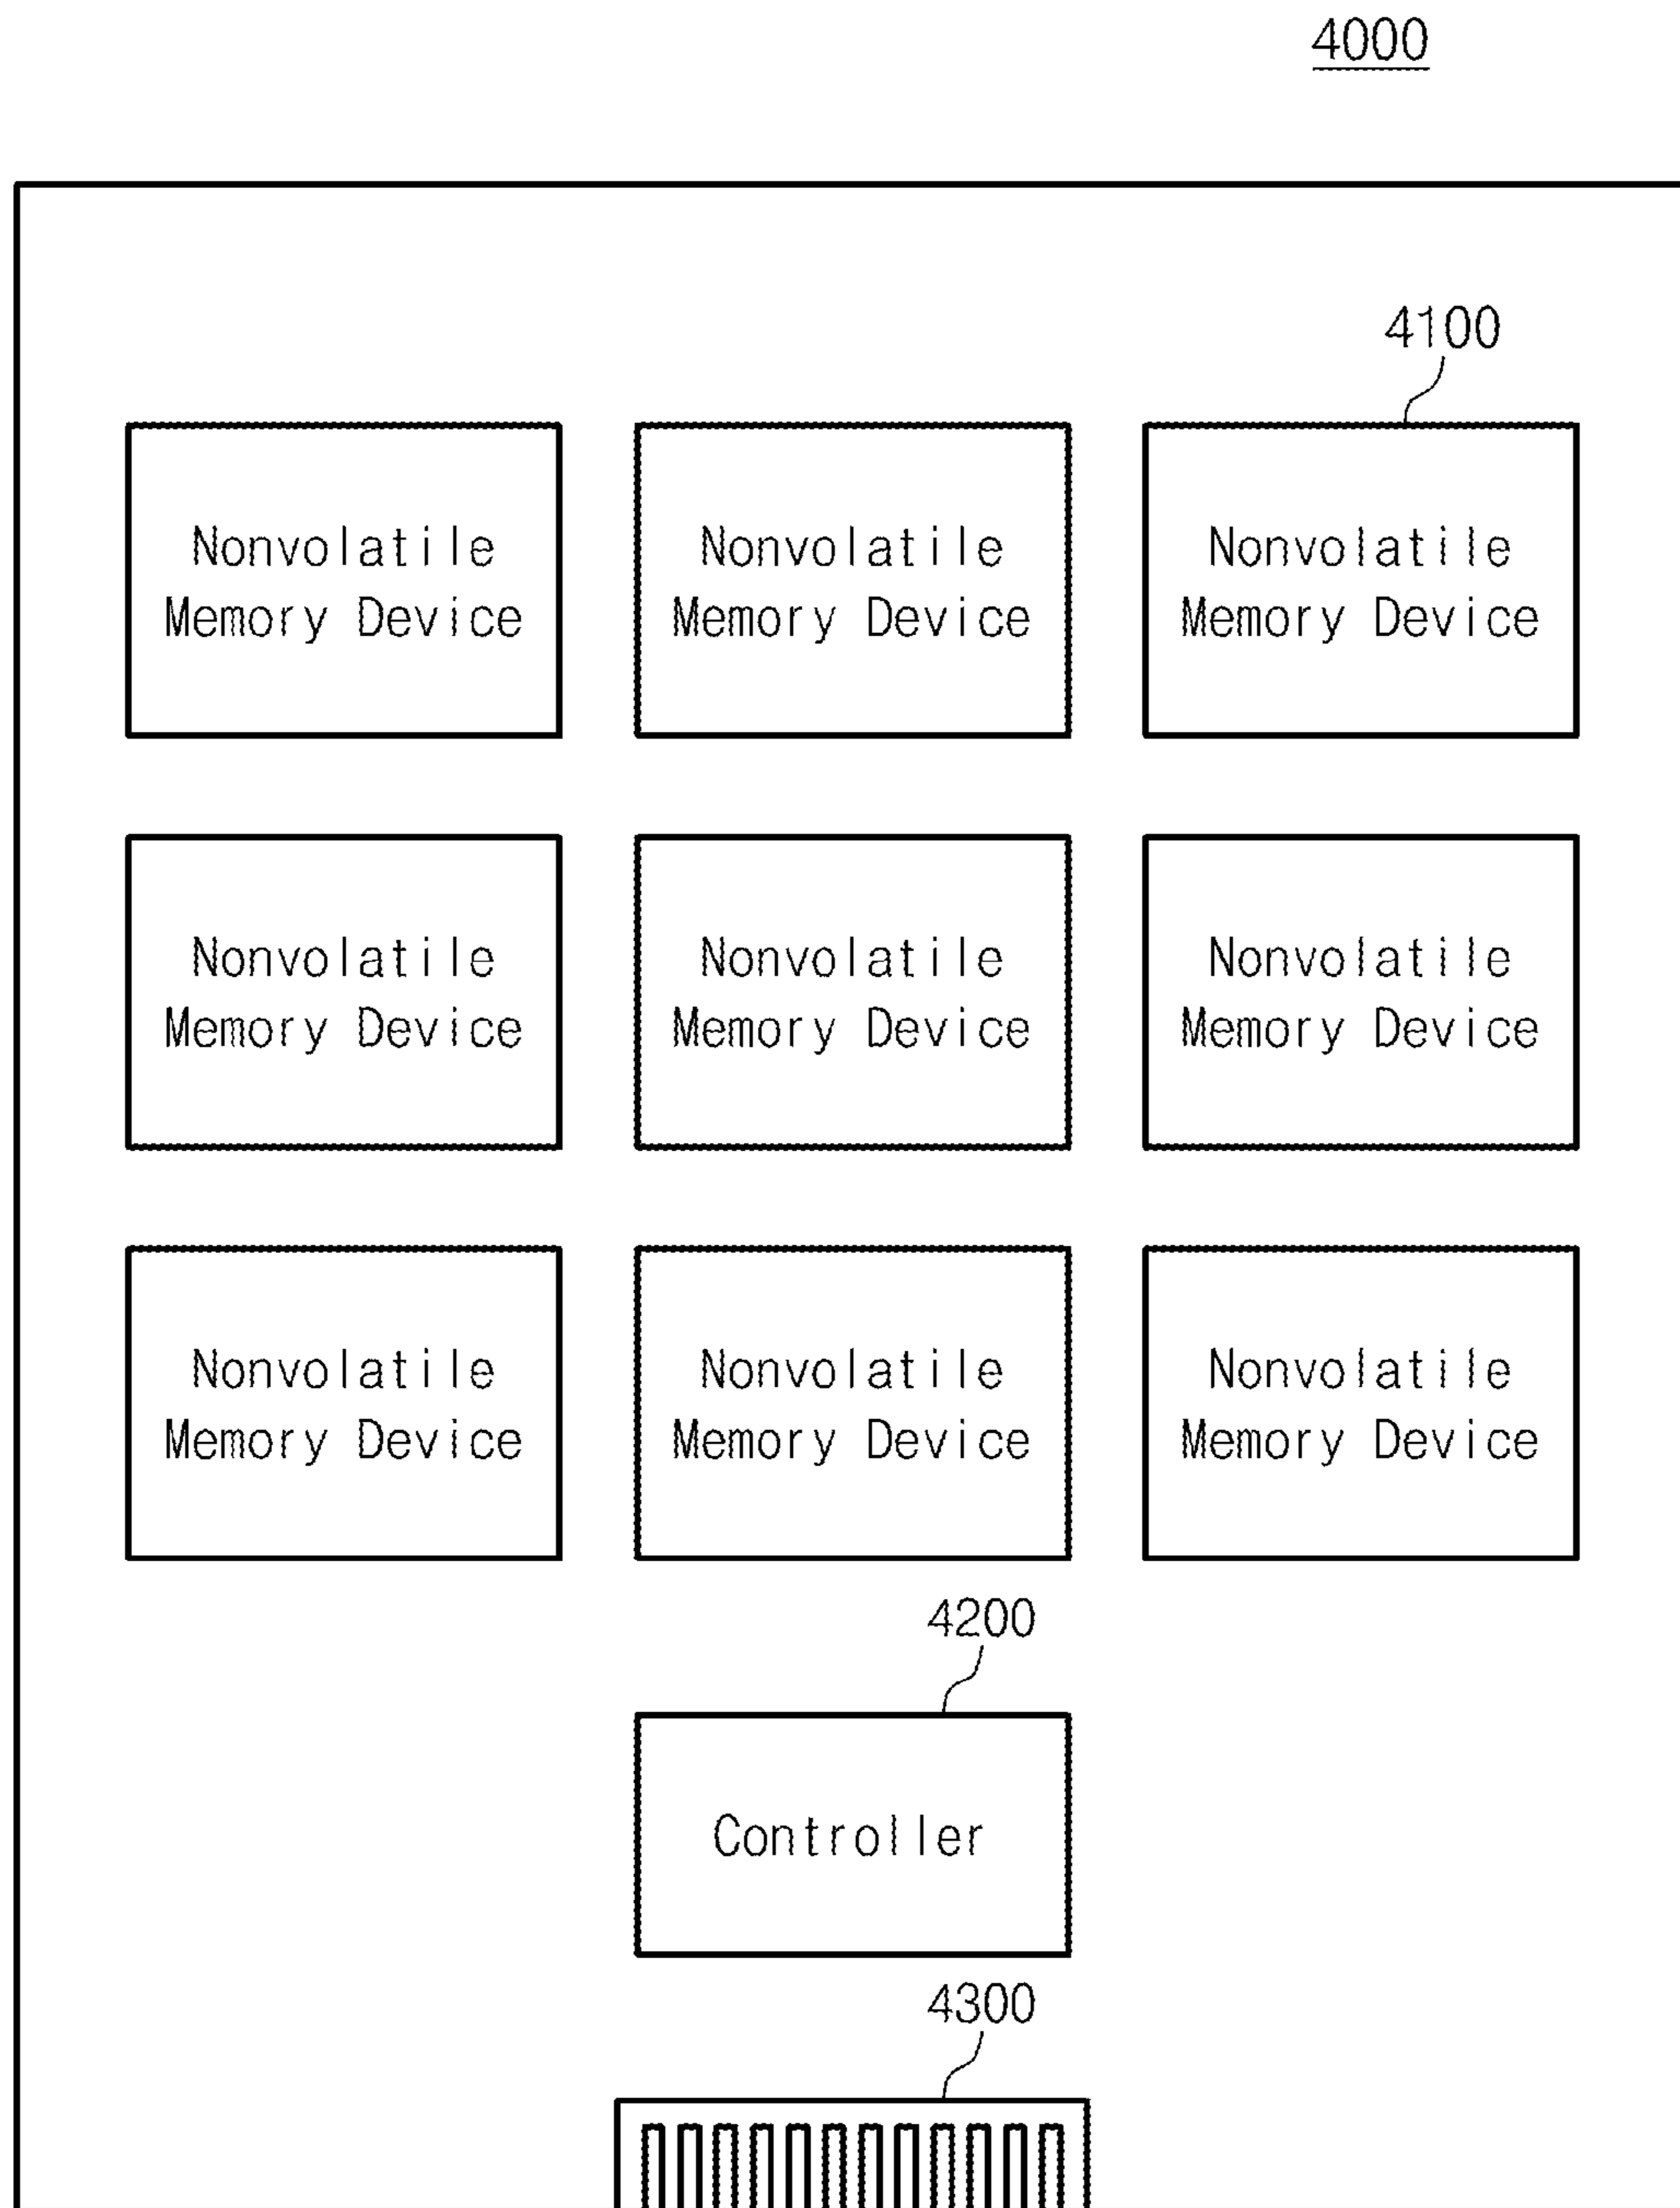 4000
4100
Nonvolatile Nonvolatile Nonvolatile
Memory Device Memory Device Memory Device
Nonvolatile Nonvolatile Nonvolatile
Memory Device Memory Device Memory Device
Nonvolatile Nonvolatile Nonvolatile
Memory Device Memory Device Memory Device
4200
Controller
4300